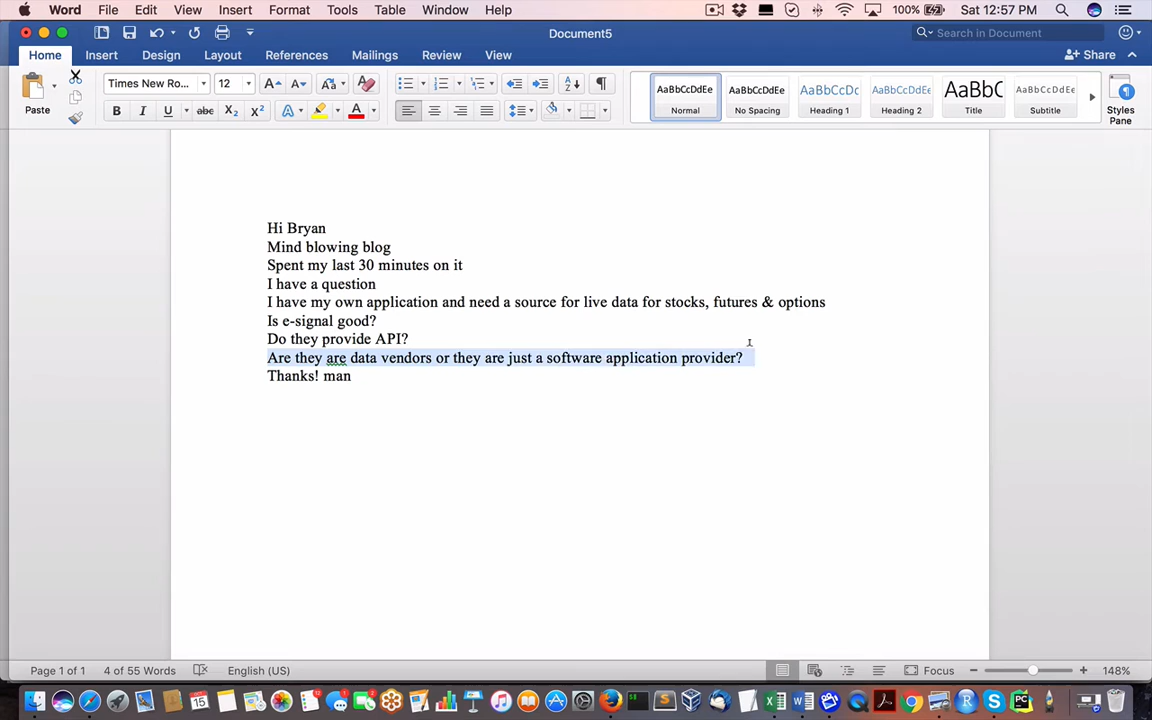 Word File Edit View Insert Format Tools Table Window Help 100% Sat 12:57 PM
Document5
Search in Document
Home Insert Design Layout References Mailings Review View Share
Paste
Times New Ro... 12
AaBbCcDdEe AaBbCcDdEe AaBbCcDc AaBbCcDdEe AaBbC AaBbCcDdEe
Normal No Spacing Heading 1 Heading 2 Title Subtitle
Styles Pane
Hi Bryan
Mind blowing blog
Spent my last 30 minutes on it
I have a question
I have my own application and need a source for live data for stocks, futures & options
Is e-signal good?
Do they provide API?
Are they are data vendors or they are just a software application provider?
Thanks! man
Page 1 of 1 4 of 55 Words English (US) Focus 148%